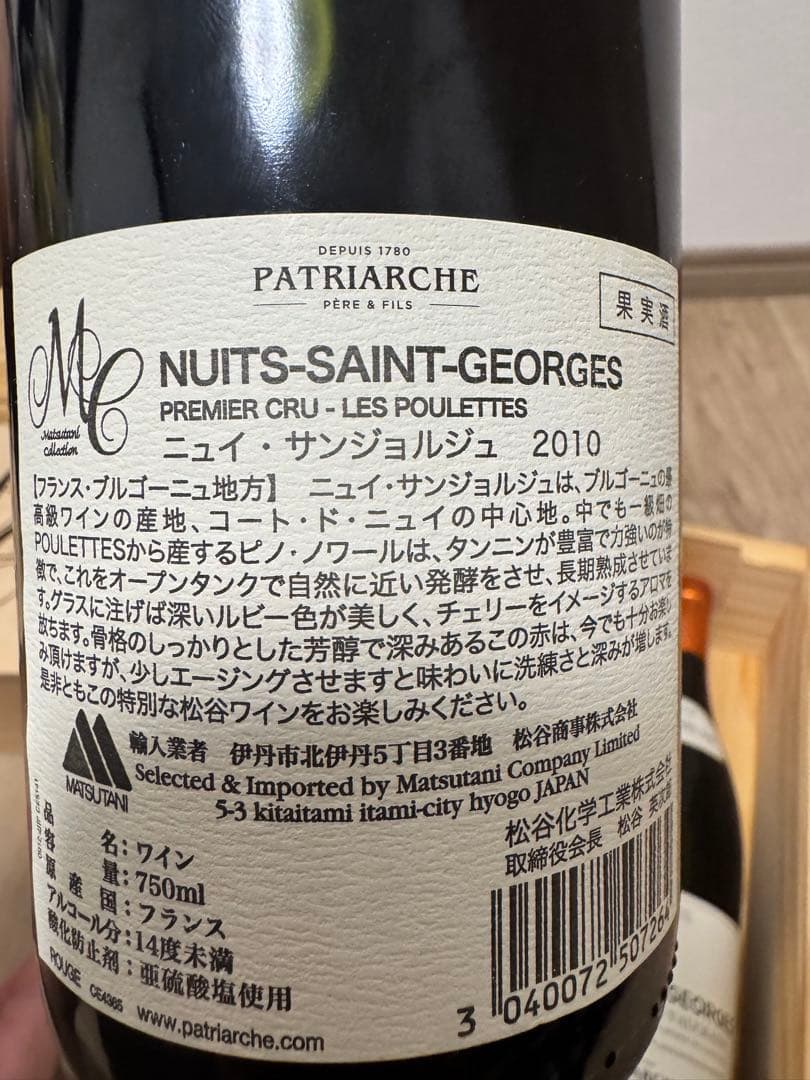 DEPUIS 1780
PATRIARCHE
PÈRE & FILS
果実酒
MC
Matsutani
Collection
NUITS-SAINT-GEORGES
PREMIER CRU - LES POULETTES
ニュイ・サンジョルジュ 2010
【フランス・ブルゴーニュ地方】 ニュイ・サンジョルジュは、ブルゴーニュの最
高級ワインの産地、コート・ド・ニュイの中心地。中でも一級畑の
POULETTESから産するピノ・ノワールは、タンニンが豊富で力強いのが特
徴で、これをオープンタンクで自然に近い発酵をさせ、長期熟成させていま
す。グラスに注げば深いルビー色が美しく、チェリーをイメージするアロマを
放ちます。骨格のしっかりとした芳醇で深みあるこの赤は、今でも十分お楽し
み頂けますが、少しエージングさせますと味わいに洗練さと深みが増します。
是非ともこの特別な松谷ワインをお楽しみください。
MATSUTANI
輸入業者 伊丹市北伊丹5丁目3番地 松谷商事株式会社
Selected & Imported by Matsutani Company Limited
5-3 kitaitami itami-city hyogo JAPAN
松谷化学工業株式会社
取締役会長 松谷 英次郎
品名:ワイン
容量:750ml
原産国:フランス
アルコール分:14度未満
酸化防止剤:亜硫酸塩使用
ROUGE CE4365 www.patriarche.com
3 040072 507264
GEORGES